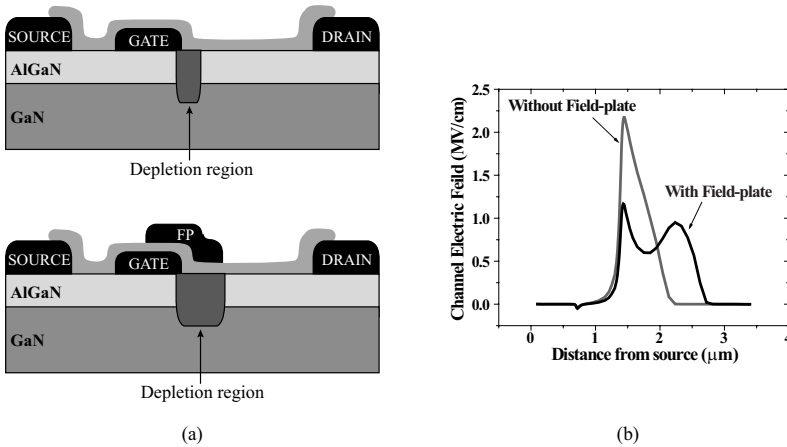 SOURCE
GATE
DRAIN
AlGaN
GaN
Depletion region
FP
SOURCE
GATE
DRAIN
AlGaN
GaN
Depletion region
(a)
2.5
2.0
1.5
1.0
0.5
0.0
Channel Electric Feild (MV/cm)
Without Field-plate
With Field-plate
0 1 2 3 4
Distance from source (μm)
(b)